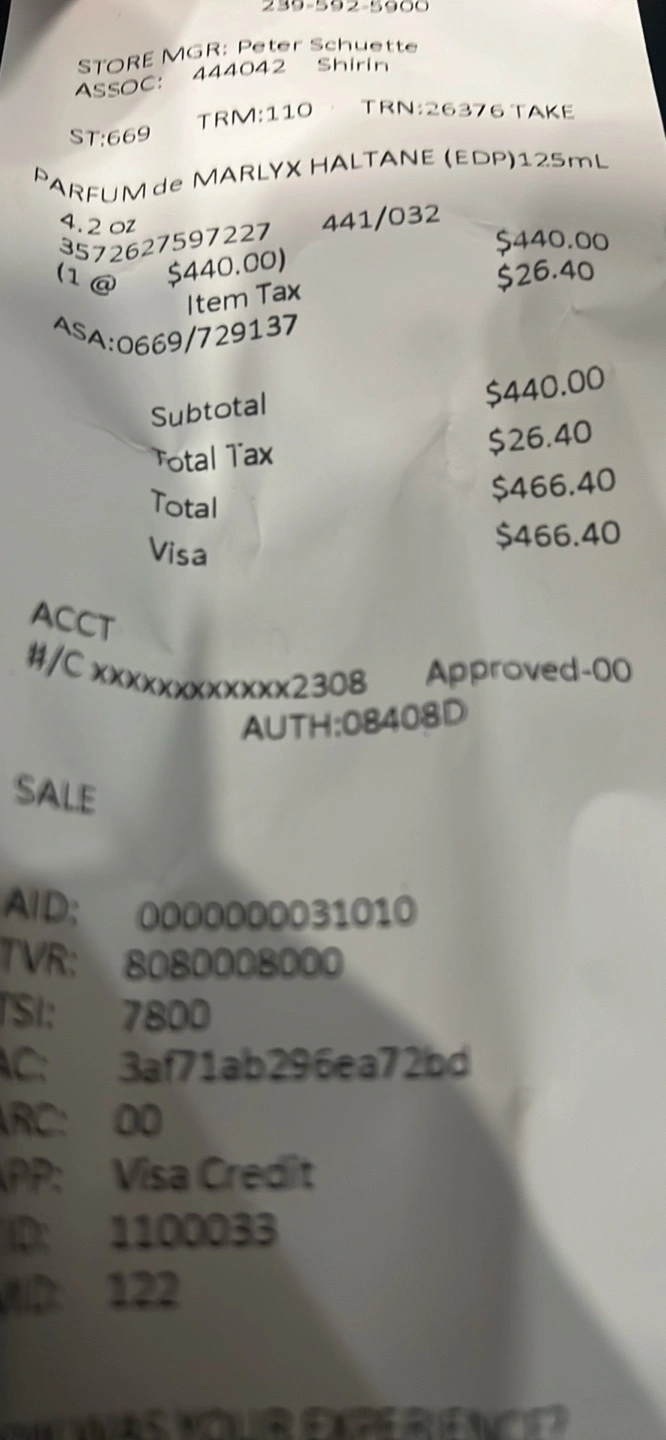 239-592-5900
STORE MGR: Peter Schuette
ASSOC: 444042 Shirin
ST:669 TRM:110 TRN:26376 TAKE
PARFUM de MARLYX HALTANE (EDP)125mL
4.2 oz
3572627597227 441/032 $440.00
(1 @ $440.00)
Item Tax $26.40
ASA:0669/729137
Subtotal $440.00
Total Tax $26.40
Total $466.40
Visa $466.40
ACCT
#/C xxxxxxxxxxxx2308 Approved-00
AUTH:08408D
SALE
AID: 0000000031010
TVR: 8080008000
TSI: 7800
AC: 3af71ab296ea72bd
ARC: 00
APP: Visa Credit
1100033
122
WAS YOUR EXPERIENCE?